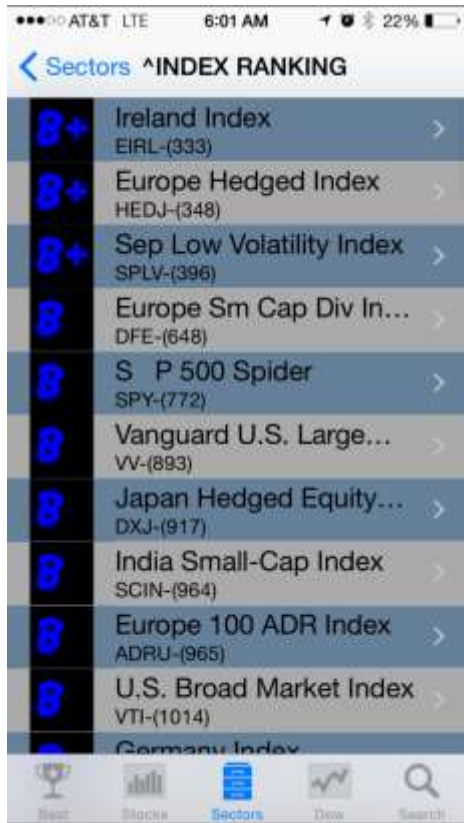 AT&T LTE 6:01 AM 22%
Sectors ^INDEX RANKING
B+ Ireland Index
EIRL-(333)
B+ Europe Hedged Index
HEDJ-(348)
B+ Sep Low Volatility Index
SPLV-(396)
B Europe Sm Cap Div In...
DFE-(648)
B S P 500 Spider
SPY-(772)
B Vanguard U.S. Large...
VV-(893)
B Japan Hedged Equity...
DXJ-(917)
B India Small-Cap Index
SCIN-(964)
B Europe 100 ADR Index
ADRU-(965)
B U.S. Broad Market Index
VTI-(1014)
Germany Index
Best Stocks Sectors Dow Search